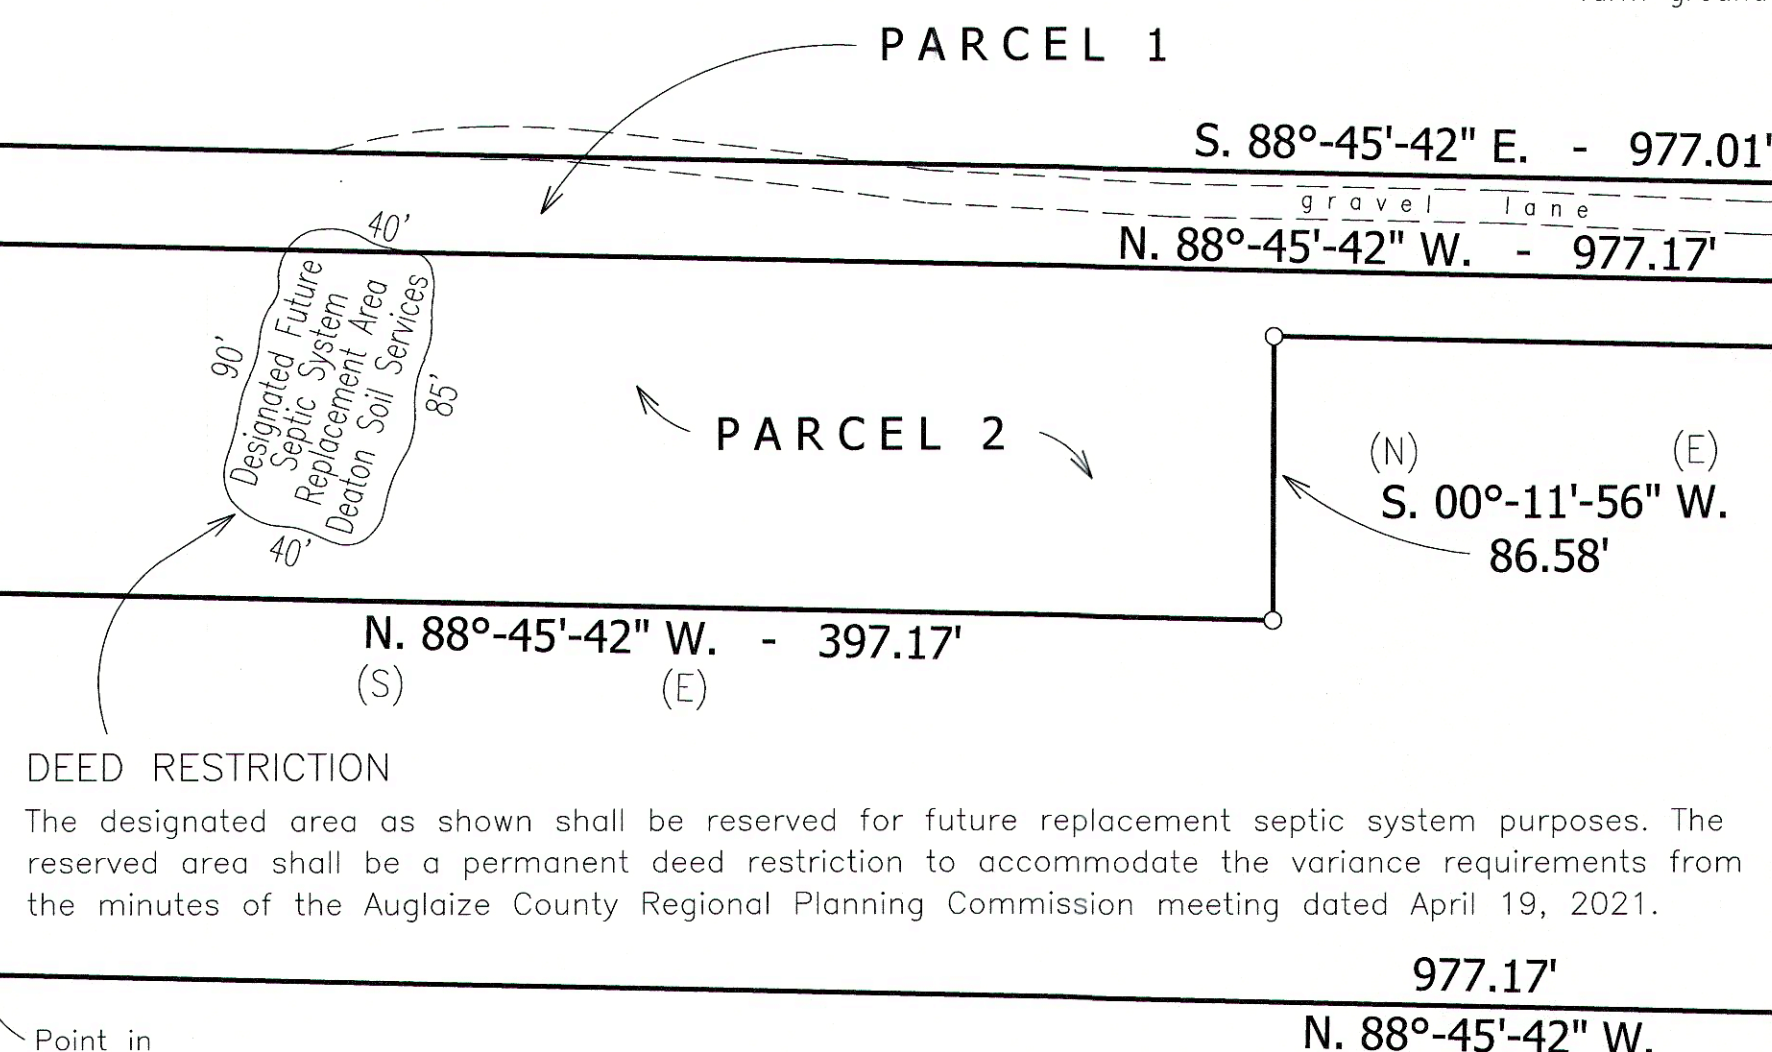 PARCEL 1
S. 88°-45'-42" E. - 977.01'
gravel lane
N. 88°-45'-42" W. - 977.17'
40'
90'
Designated Future
Septic System
Replacement Area
Deaton Soil Services
85'
40'
PARCEL 2
(N) (E)
S. 00°-11'-56" W.
86.58'
N. 88°-45'-42" W. - 397.17'
(S) (E)
DEED RESTRICTION
The designated area as shown shall be reserved for future replacement septic system purposes. The
reserved area shall be a permanent deed restriction to accommodate the variance requirements from
the minutes of the Auglaize County Regional Planning Commission meeting dated April 19, 2021.
977.17'
N. 88°-45'-42" W.
Point in